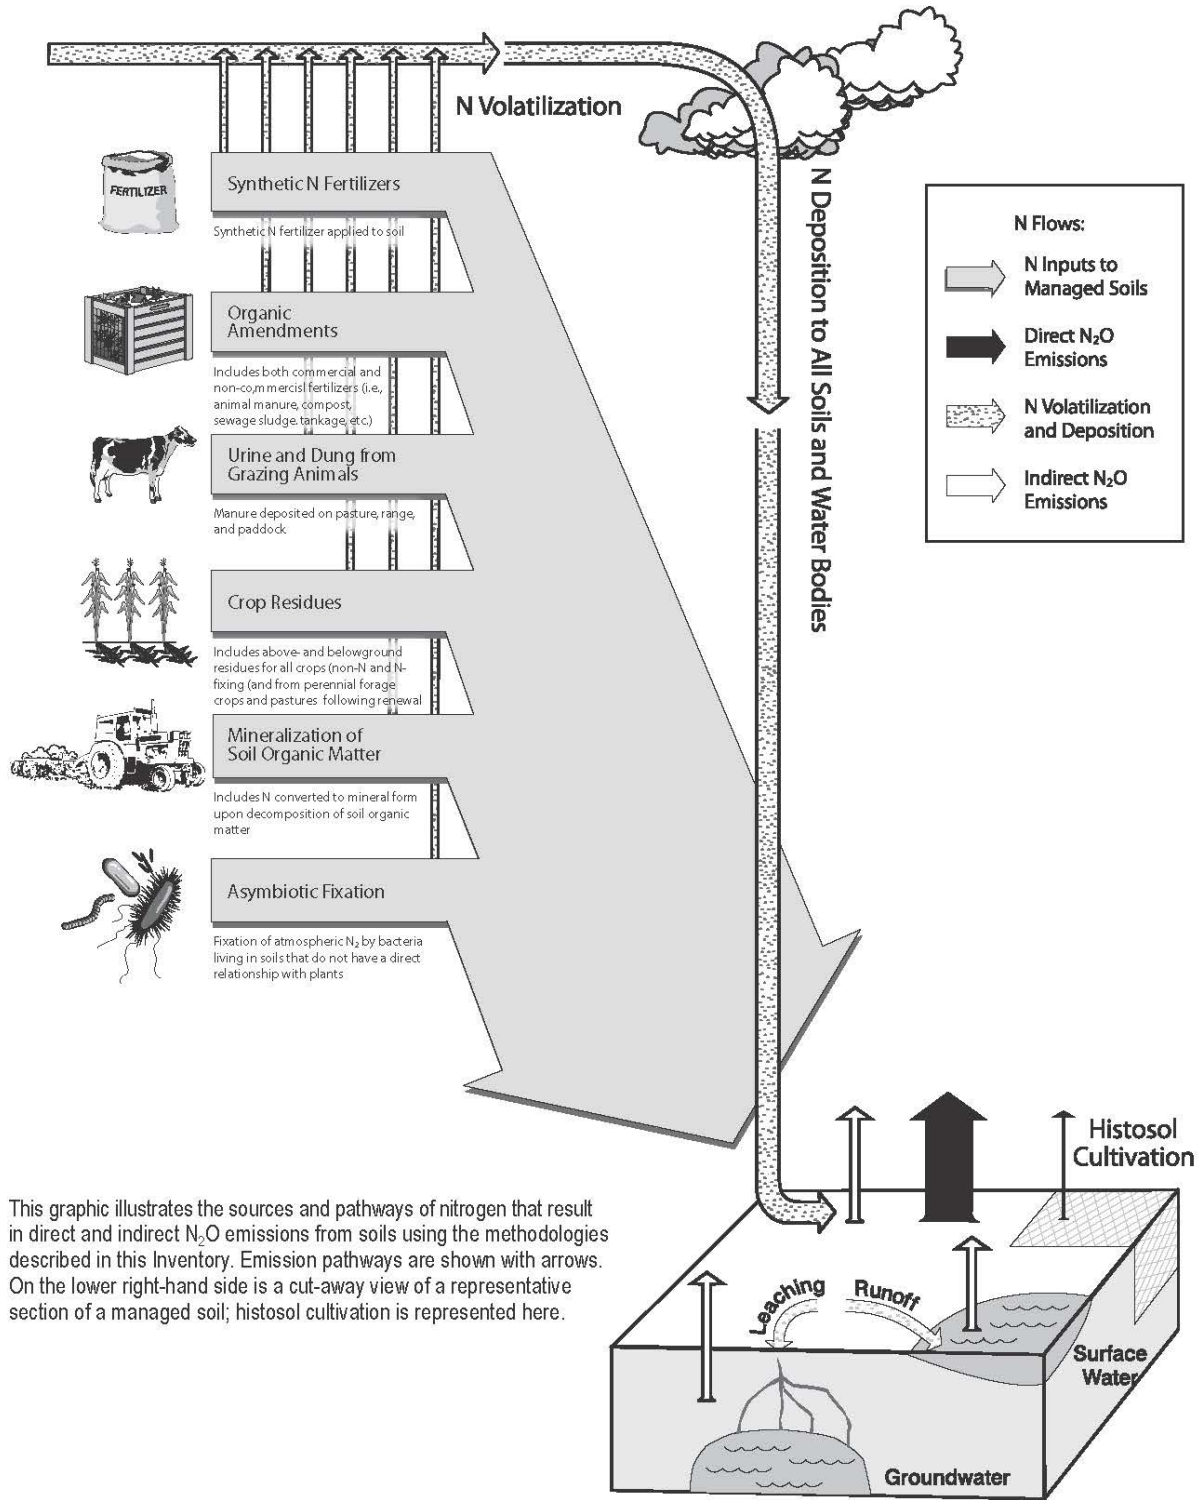 N Volatilization
FERTILIZER
Synthetic N Fertilizers
Synthetic N fertilizer applied to soil
Organic
Amendments
Includes both commercial and
non-co,mmercisl fertilizers (i.e.,
animal manure, compost,
sewage sludge. tankage, etc.)
Urine and Dung from
Grazing Animals
Manure deposited on pasture, range,
and paddock
Crop Residues
Includes above- and belowground
residues for all crops (non-N and N-
fixing (and from perennial forage
crops and pastures following renewal
Mineralization of
Soil Organic Matter
Includes N converted to mineral form
upon decomposition of soil organic
matter
Asymbiotic Fixation
Fixation of atmospheric N₂ by bacteria
living in soils that do not have a direct
relationship with plants
N Deposition to All Soils and Water Bodies
N Flows:
N Inputs to
Managed Soils
Direct N₂O
Emissions
N Volatilization
and Deposition
Indirect N₂O
Emissions
Histosol
Cultivation
This graphic illustrates the sources and pathways of nitrogen that result
in direct and indirect N₂O emissions from soils using the methodologies
described in this Inventory. Emission pathways are shown with arrows.
On the lower right-hand side is a cut-away view of a representative
section of a managed soil; histosol cultivation is represented here.
Leaching
Runoff
Surface
Water
Groundwater